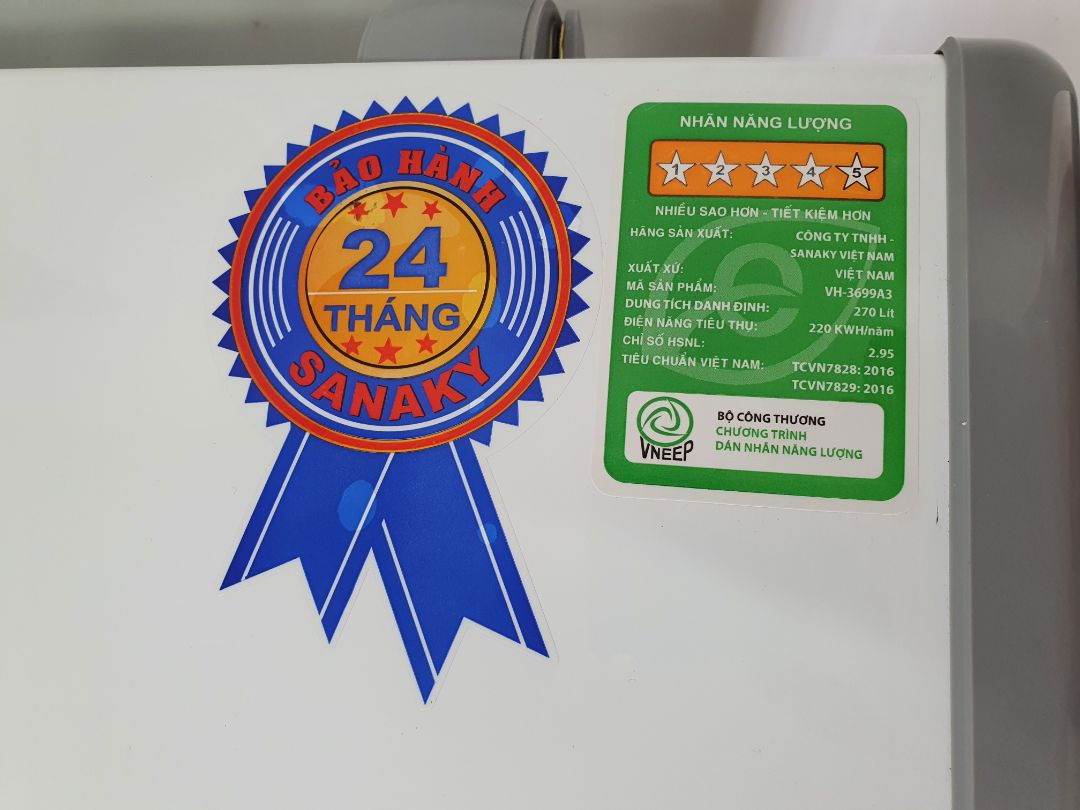 BẢO HÀNH
24
THÁNG
SANAKY
NHÃN NĂNG LƯỢNG
1 2 3 4 5
NHIỀU SAO HƠN - TIẾT KIỆM HƠN
HÃNG SẢN XUẤT: CÔNG TY TNHH -
SANAKY VIỆT NAM
XUẤT XỨ: VIỆT NAM
MÃ SẢN PHẨM: VH-3699A3
DUNG TÍCH DANH ĐỊNH: 270 Lít
ĐIỆN NĂNG TIÊU THỤ: 220 KWH/năm
CHỈ SỐ HSNL: 2.95
TIÊU CHUẨN VIỆT NAM: TCVN7828: 2016
TCVN7829: 2016
VNEEP
BỘ CÔNG THƯƠNG
CHƯƠNG TRÌNH
DÁN NHÃN NĂNG LƯỢNG